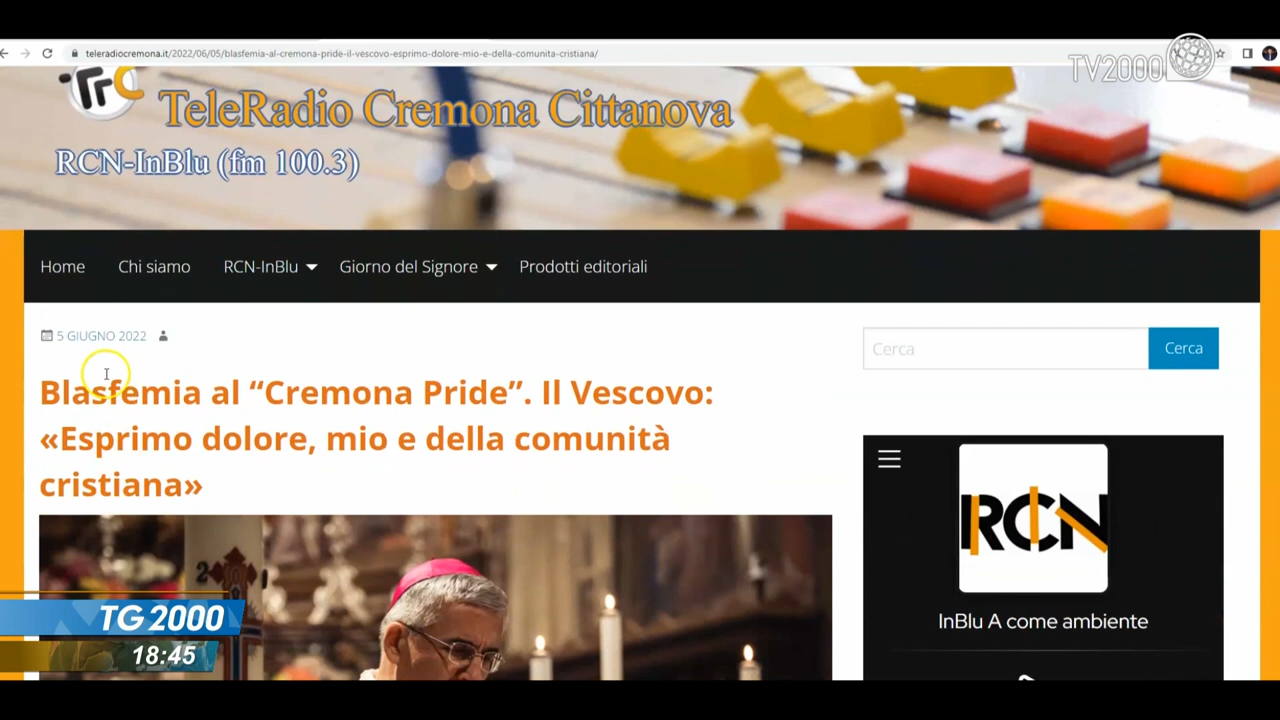 teleradiocremona.it/2022/06/05/blasfemia-al-cremona-pride-il-vescovo-esprimo-dolore-mio-e-della-comunita-cristiana/
TV2000
TrC
TeleRadio Cremona Cittanova
RCN-InBlu (fm 100.3)
Home Chi siamo RCN-InBlu Giorno del Signore Prodotti editoriali
5 GIUGNO 2022
Cerca Cerca
Blasfemia al “Cremona Pride”. Il Vescovo:
«Esprimo dolore, mio e della comunità
cristiana»
RCN
InBlu A come ambiente
2
TG 2000
18:45